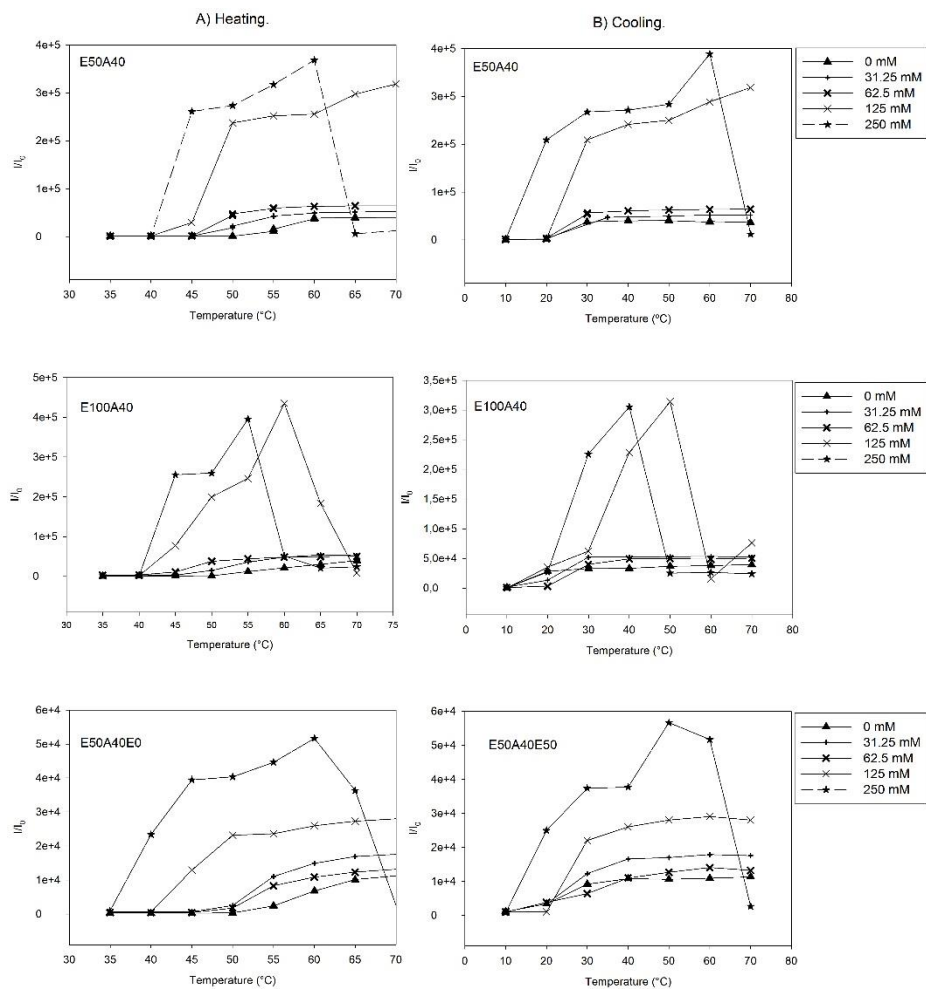 A) Heating.
B) Cooling.
E50A40
4e+5
3e+5
2e+5
1e+5
0
I/I0
30 35 40 45 50 55 60 65 70
Temperature (°C)
E50A40
4e+5
3e+5
2e+5
1e+5
0
I/I0
0 10 20 30 40 50 60 70 80
Temperature (ºC)
0 mM
31.25 mM
62.5 mM
125 mM
250 mM
E100A40
5e+5
4e+5
3e+5
2e+5
1e+5
0
I/I0
30 35 40 45 50 55 60 65 70 75
Temperature (°C)
E100A40
3,5e+5
3,0e+5
2,5e+5
2,0e+5
1,5e+5
1,0e+5
5,0e+4
0,0
I/I0
0 10 20 30 40 50 60 70 80
Temperature (°C)
0 mM
31.25 mM
62.5 mM
125 mM
250 mM
E50A40E0
6e+4
5e+4
4e+4
3e+4
2e+4
1e+4
0
I/I0
30 35 40 45 50 55 60 65 70
Temperature (°C)
E50A40E50
6e+4
5e+4
4e+4
3e+4
2e+4
1e+4
0
I/I0
0 10 20 30 40 50 60 70 80
Temperature (°C)
0 mM
31.25 mM
62.5 mM
125 mM
250 mM